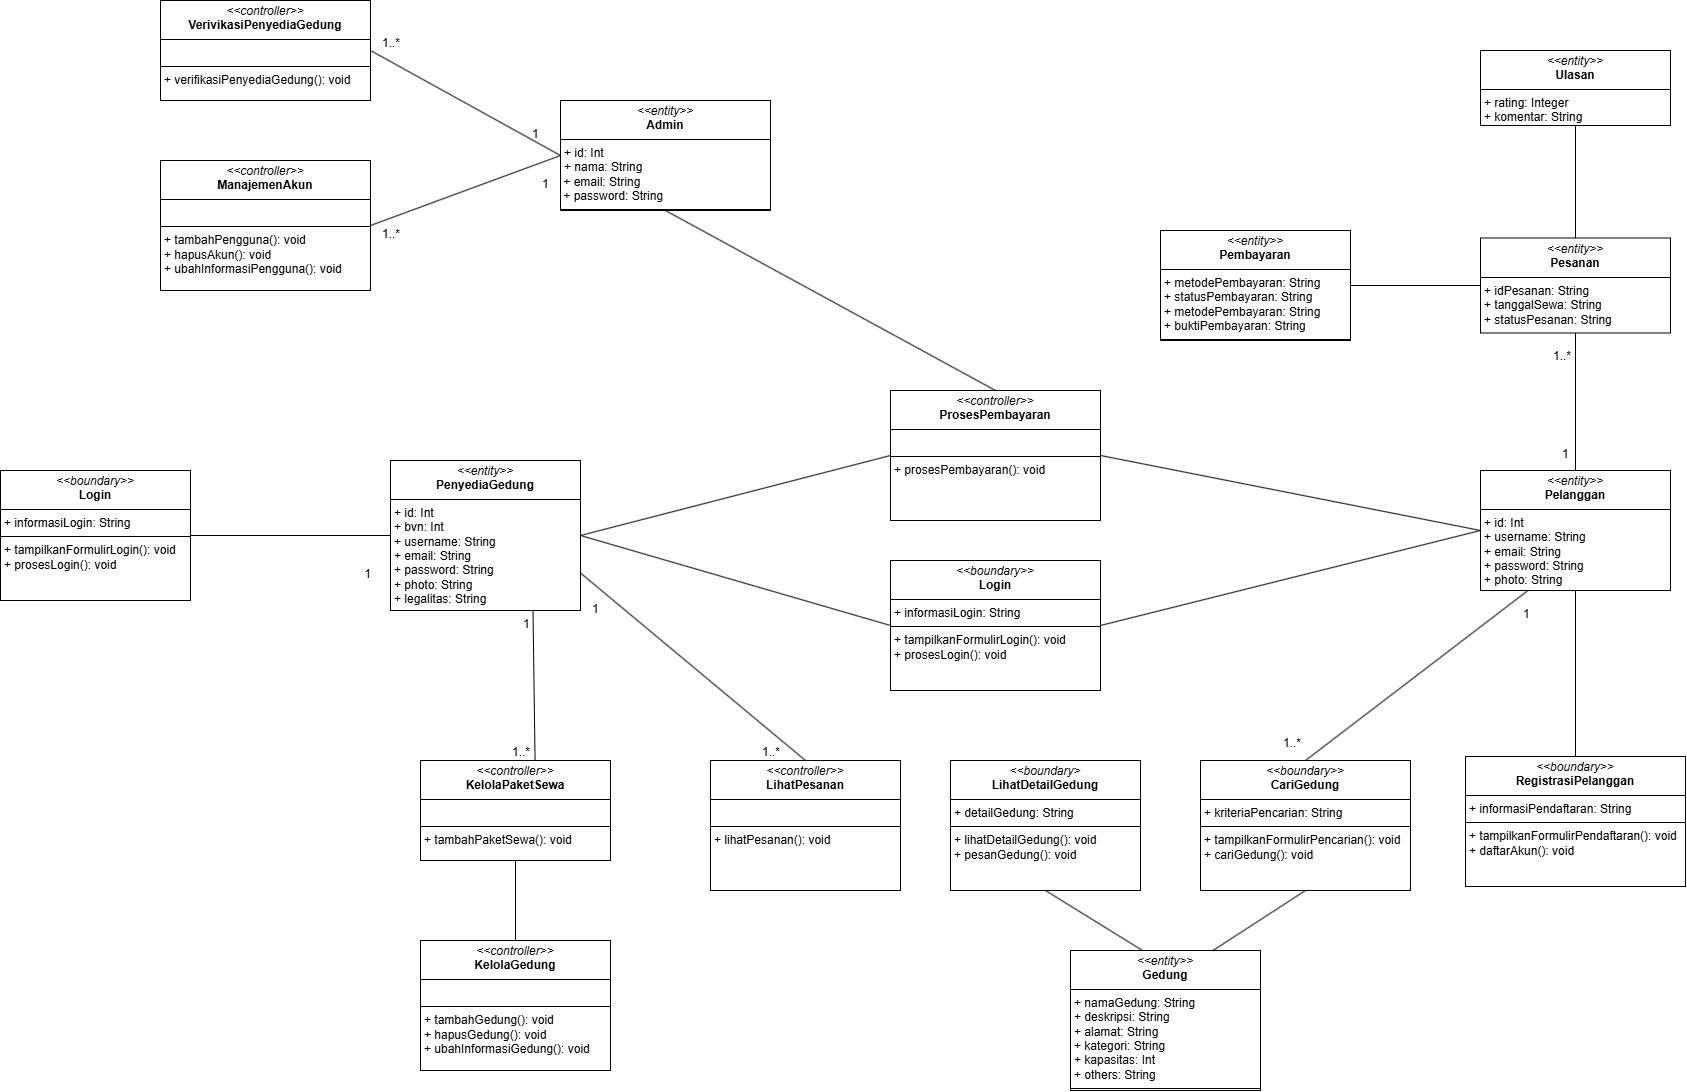 <<controller>>
VerivikasiPenyediaGedung
+ verifikasiPenyediaGedung(): void
1..*
1
<<entity>>
Admin
+ id: Int
+ nama: String
+ email: String
+ password: String
<<controller>>
ManajemenAkun
+ tambahPengguna(): void
+ hapusAkun(): void
+ ubahInformasiPengguna(): void
1
1..*
<<entity>>
Ulasan
+ rating: Integer
+ komentar: String
<<entity>>
Pembayaran
+ metodePembayaran: String
+ statusPembayaran: String
+ metodePembayaran: String
+ buktiPembayaran: String
<<entity>>
Pesanan
+ idPesanan: String
+ tanggalSewa: String
+ statusPesanan: String
1..*
1
<<controller>>
ProsesPembayaran
+ prosesPembayaran(): void
<<boundary>>
Login
+ informasiLogin: String
+ tampilkanFormulirLogin(): void
+ prosesLogin(): void
1
<<entity>>
PenyediaGedung
+ id: Int
+ bvn: Int
+ username: String
+ email: String
+ password: String
+ photo: String
+ legalitas: String
1
1
<<boundary>>
Login
+ informasiLogin: String
+ tampilkanFormulirLogin(): void
+ prosesLogin(): void
<<entity>>
Pelanggan
+ id: Int
+ username: String
+ email: String
+ password: String
+ photo: String
1
1..*
1..*
1..*
<<controller>>
KelolaPaketSewa
+ tambahPaketSewa(): void
<<controller>>
LihatPesanan
+ lihatPesanan(): void
<<boundary>
LihatDetailGedung
+ detailGedung: String
+ lihatDetailGedung(): void
+ pesanGedung(): void
<<boundary>>
CariGedung
+ kriteriaPencarian: String
+ tampilkanFormulirPencarian(): void
+ cariGedung(): void
<<boundary>>
RegistrasiPelanggan
+ informasiPendaftaran: String
+ tampilkanFormulirPendaftaran(): void
+ daftarAkun(): void
<<controller>>
KelolaGedung
+ tambahGedung(): void
+ hapusGedung(): void
+ ubahInformasiGedung(): void
<<entity>>
Gedung
+ namaGedung: String
+ deskripsi: String
+ alamat: String
+ kategori: String
+ kapasitas: Int
+ others: String